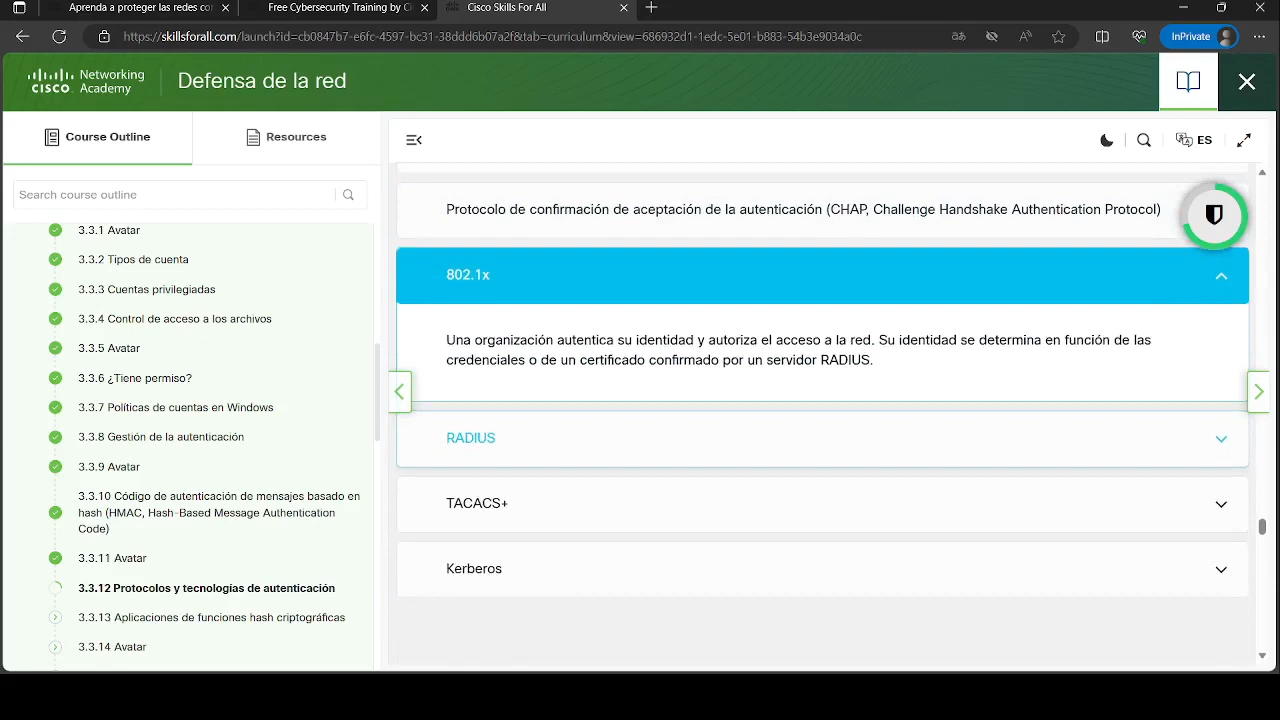 Aprenda a proteger las redes cor
Free Cybersecurity Training by Ci
Cisco Skills For All
https://skillsforall.com/launch?id=cb0847b7-e6fc-4597-bc31-38ddd6b07a2f&tab=curriculum&view=686932d1-1edc-5e01-b883-54b3e9034a0c
InPrivate
Networking
CISCO Academy
Defensa de la red
Course Outline
Resources
ES
Search course outline
3.3.1 Avatar
3.3.2 Tipos de cuenta
3.3.3 Cuentas privilegiadas
3.3.4 Control de acceso a los archivos
3.3.5 Avatar
3.3.6 ¿Tiene permiso?
3.3.7 Políticas de cuentas en Windows
3.3.8 Gestión de la autenticación
3.3.9 Avatar
3.3.10 Código de autenticación de mensajes basado en
hash (HMAC, Hash-Based Message Authentication
Code)
3.3.11 Avatar
3.3.12 Protocolos y tecnologías de autenticación
3.3.13 Aplicaciones de funciones hash criptográficas
3.3.14 Avatar
Protocolo de confirmación de aceptación de la autenticación (CHAP, Challenge Handshake Authentication Protocol)
802.1x
Una organización autentica su identidad y autoriza el acceso a la red. Su identidad se determina en función de las
credenciales o de un certificado confirmado por un servidor RADIUS.
RADIUS
TACACS+
Kerberos